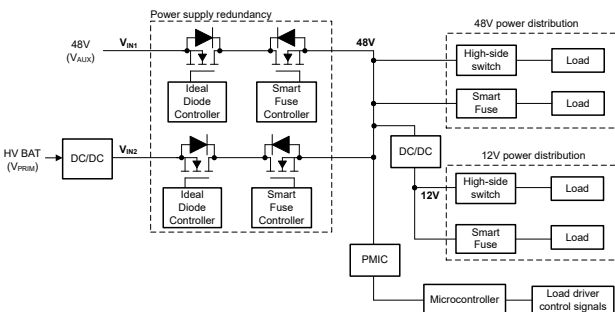 Power supply redundancy
48V
(VAUX)
VIN1
Ideal
Diode
Controller
Smart
Fuse
Controller
48V
HV BAT
(VPRIM)
DC/DC
VIN2
Ideal
Diode
Controller
Smart
Fuse
Controller
48V power distribution
High-side
switch
Load
Smart
Fuse
Load
DC/DC
12V power distribution
12V
High-side
switch
Load
Smart
Fuse
Load
PMIC
Microcontroller
Load driver
control signals